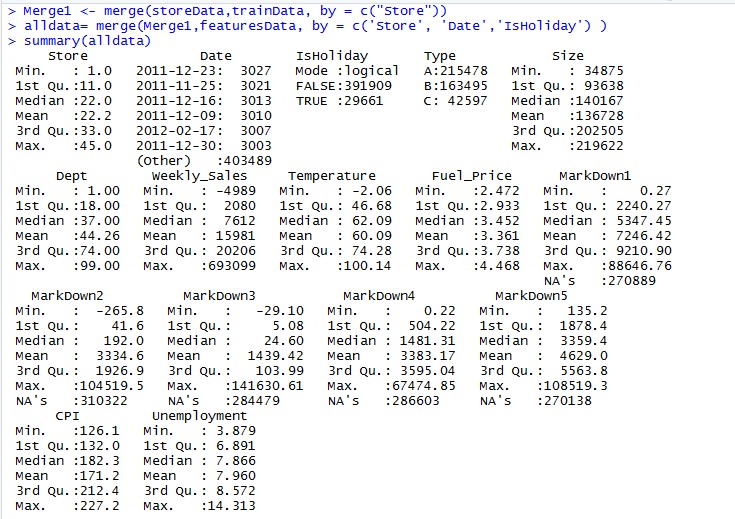 > Merge1 <- merge(storeData,trainData, by = c("Store"))
> alldata= merge(Merge1,featuresData, by = c('Store', 'Date','IsHoliday') )
> summary(alldata)
Store Date IsHoliday Type Size
Min. : 1.0 2011-12-23: 3027 Mode :logical A:215478 Min. : 34875
1st Qu.:11.0 2011-11-25: 3021 FALSE:391909 B:163495 1st Qu.: 93638
Median :22.0 2011-12-16: 3013 TRUE :29661 C: 42597 Median :140167
Mean :22.2 2011-12-09: 3010 Mean :136728
3rd Qu.:33.0 2012-02-17: 3007 3rd Qu.:202505
Max. :45.0 2011-12-30: 3003 Max. :219622
(Other) :403489
Dept Weekly_Sales Temperature Fuel_Price MarkDown1
Min. : 1.00 Min. : -4989 Min. : -2.06 Min. :2.472 Min. : 0.27
1st Qu.:18.00 1st Qu.: 2080 1st Qu.: 46.68 1st Qu.:2.933 1st Qu.: 2240.27
Median :37.00 Median : 7612 Median : 62.09 Median :3.452 Median : 5347.45
Mean :44.26 Mean : 15981 Mean : 60.09 Mean :3.361 Mean : 7246.42
3rd Qu.:74.00 3rd Qu.: 20206 3rd Qu.: 74.28 3rd Qu.:3.738 3rd Qu.: 9210.90
Max. :99.00 Max. :693099 Max. :100.14 Max. :4.468 Max. :88646.76
NA's :270889
MarkDown2 MarkDown3 MarkDown4 MarkDown5
Min. : -265.8 Min. : -29.10 Min. : 0.22 Min. : 135.2
1st Qu.: 41.6 1st Qu.: 5.08 1st Qu.: 504.22 1st Qu.: 1878.4
Median : 192.0 Median : 24.60 Median : 1481.31 Median : 3359.4
Mean : 3334.6 Mean : 1439.42 Mean : 3383.17 Mean : 4629.0
3rd Qu.: 1926.9 3rd Qu.: 103.99 3rd Qu.: 3595.04 3rd Qu.: 5563.8
Max. :104519.5 Max. :141630.61 Max. :67474.85 Max. :108519.3
NA's :310322 NA's :284479 NA's :286603 NA's :270138
CPI Unemployment
Min. :126.1 Min. : 3.879
1st Qu.:132.0 1st Qu.: 6.891
Median :182.3 Median : 7.866
Mean :171.2 Mean : 7.960
3rd Qu.:212.4 3rd Qu.: 8.572
Max. :227.2 Max. :14.313